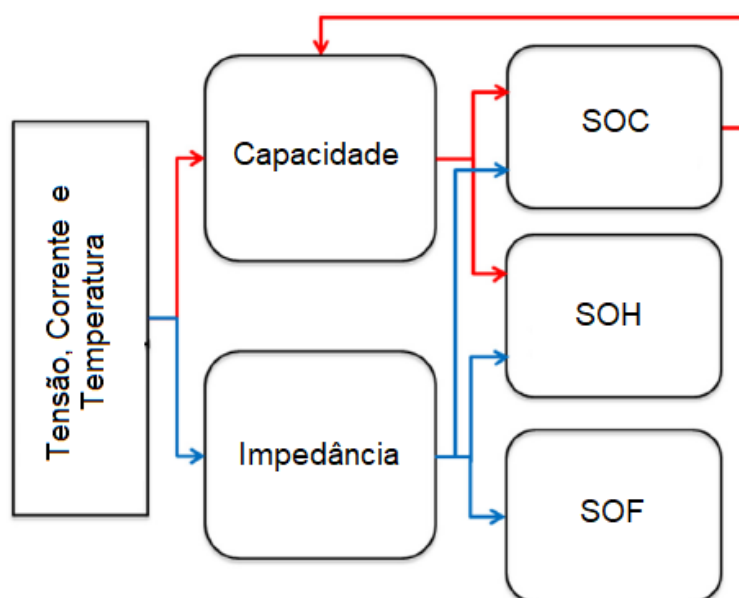 Tensão, Corrente e
Temperatura
Capacidade
Impedância
SOC
SOH
SOF